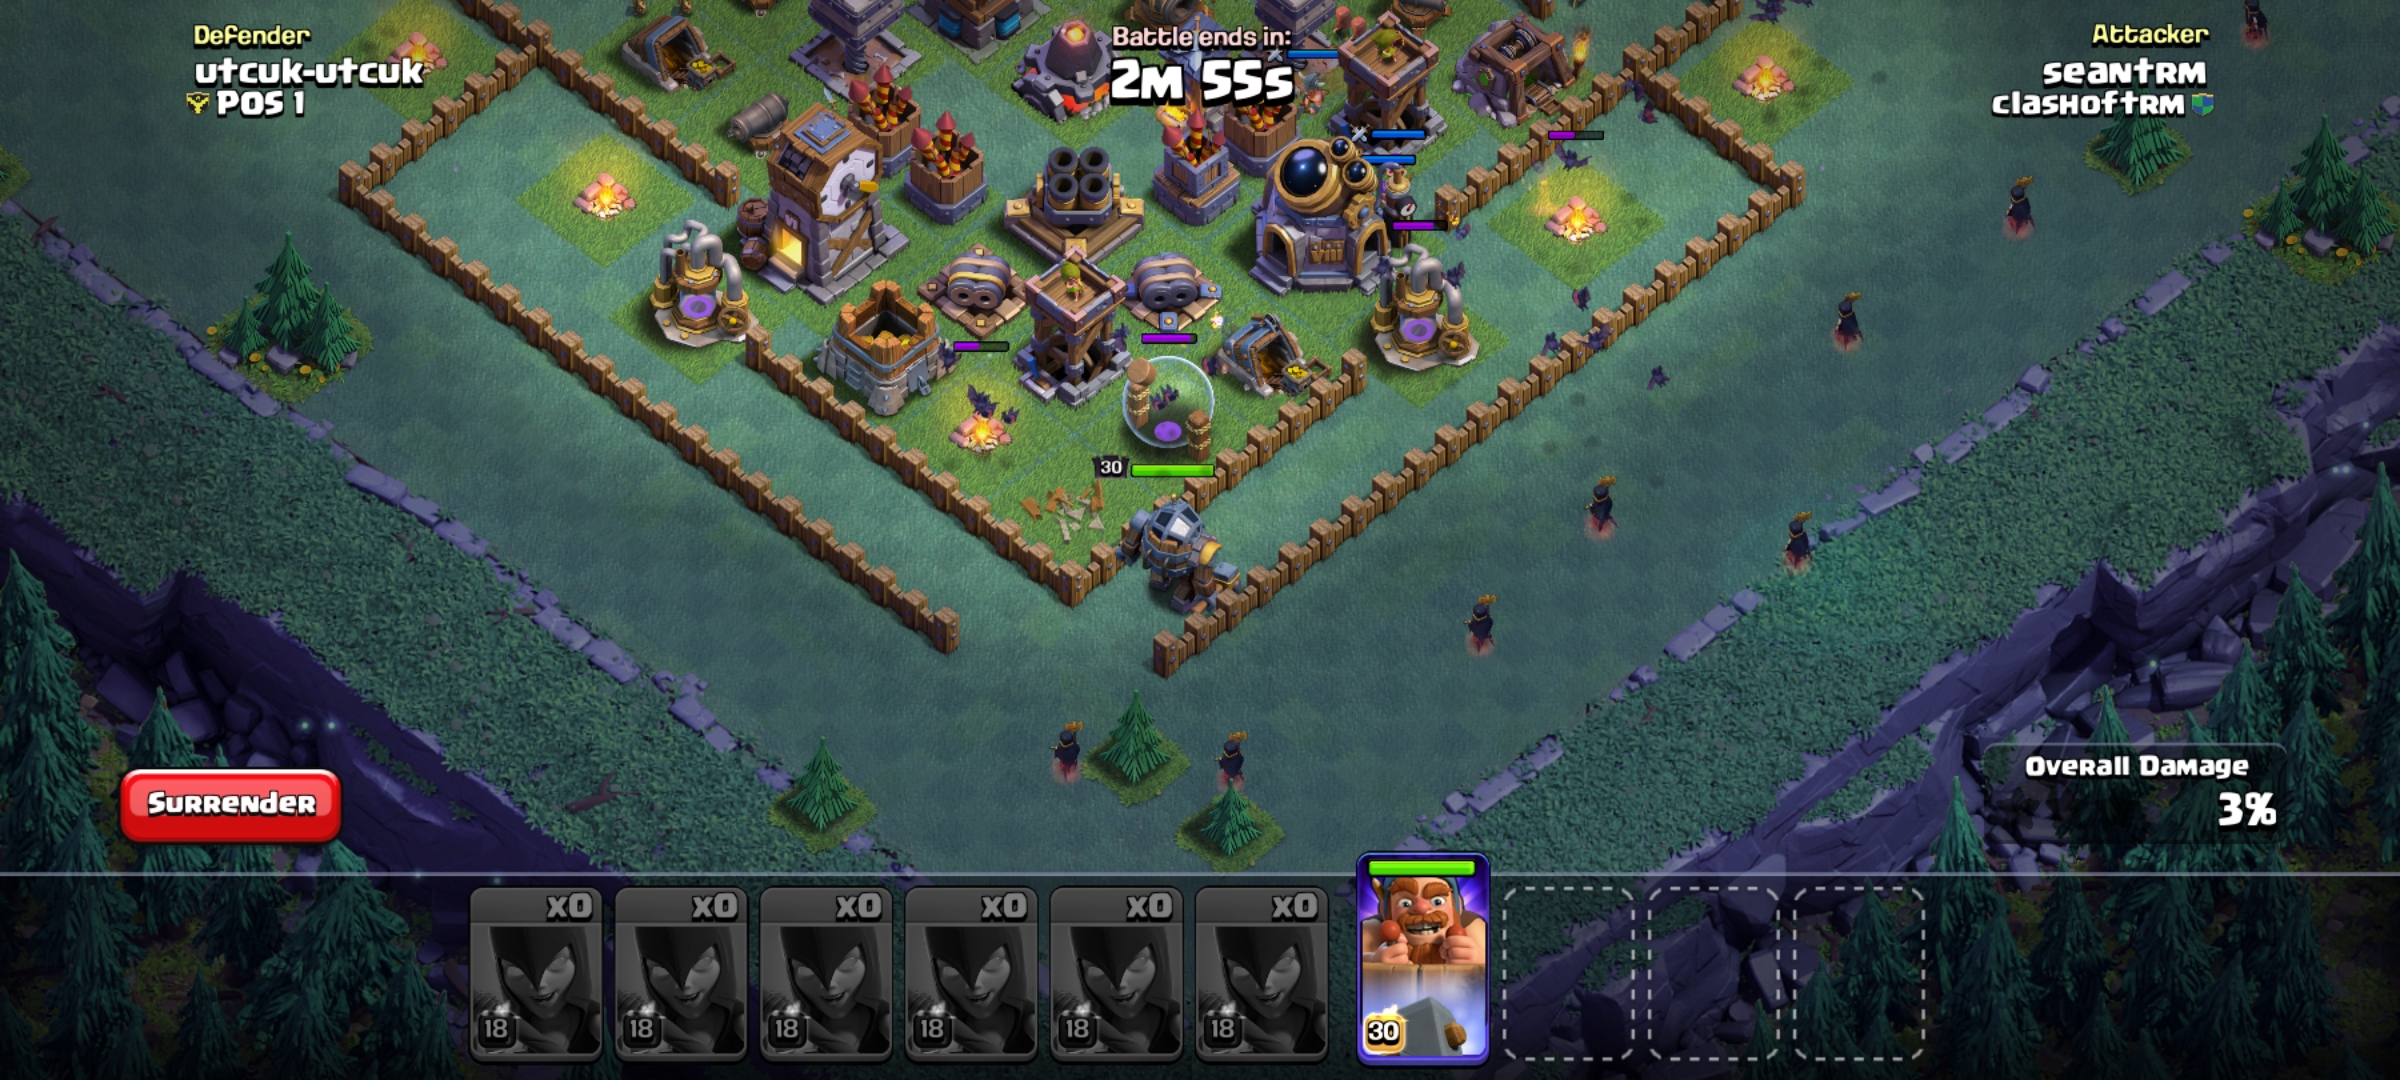 Defender
utcuk-utcuk
POS 1
Battle ends in:
2M 55s
Attacker
seantRM
clashoftRM
VIII
30
Surrender
Overall Damage
3%
x0
x0
x0
x0
x0
x0
18
18
18
18
18
18
30